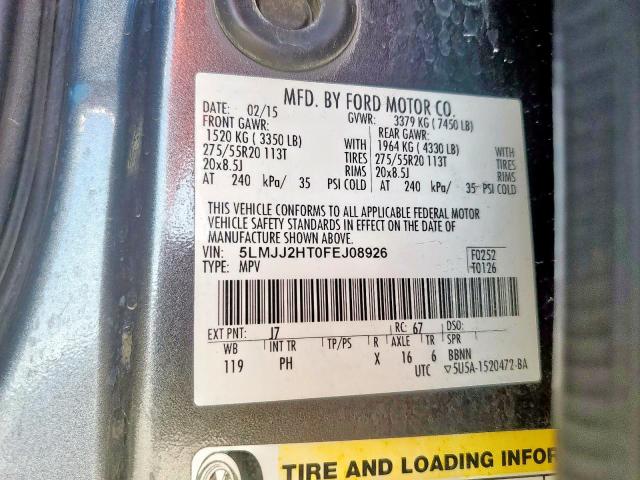 MFD. BY FORD MOTOR CO.
DATE: 02/15 GVWR: 3379 KG (7450 LB)
FRONT GAWR: REAR GAWR:
1520 KG (3350 LB) WITH 1964 KG (4330 LB) WITH
275/55R20 113T TIRES 275/55R20 113T TIRES
20x8.5J RIMS 20x8.5J RIMS
AT 240 kPa/ 35 PSI COLD AT 240 kPa/ 35 PSI COLD
THIS VEHICLE CONFORMS TO ALL APPLICABLE FEDERAL MOTOR
VEHICLE SAFETY STANDARDS IN EFFECT ON THE DATE OF
MANUFACTURE SHOWN ABOVE.
VIN: 5LMJJ2HT0FEJ08926 F0252
TYPE: MPV T0126
EXT PNT: J7 RC: 67 DSO:
WB INT TR TP/PS R AXLE TR SPR
119 PH X 16 6 BBNN
UTC ▽5U5A-1520472-BA
TIRE AND LOADING INFOR